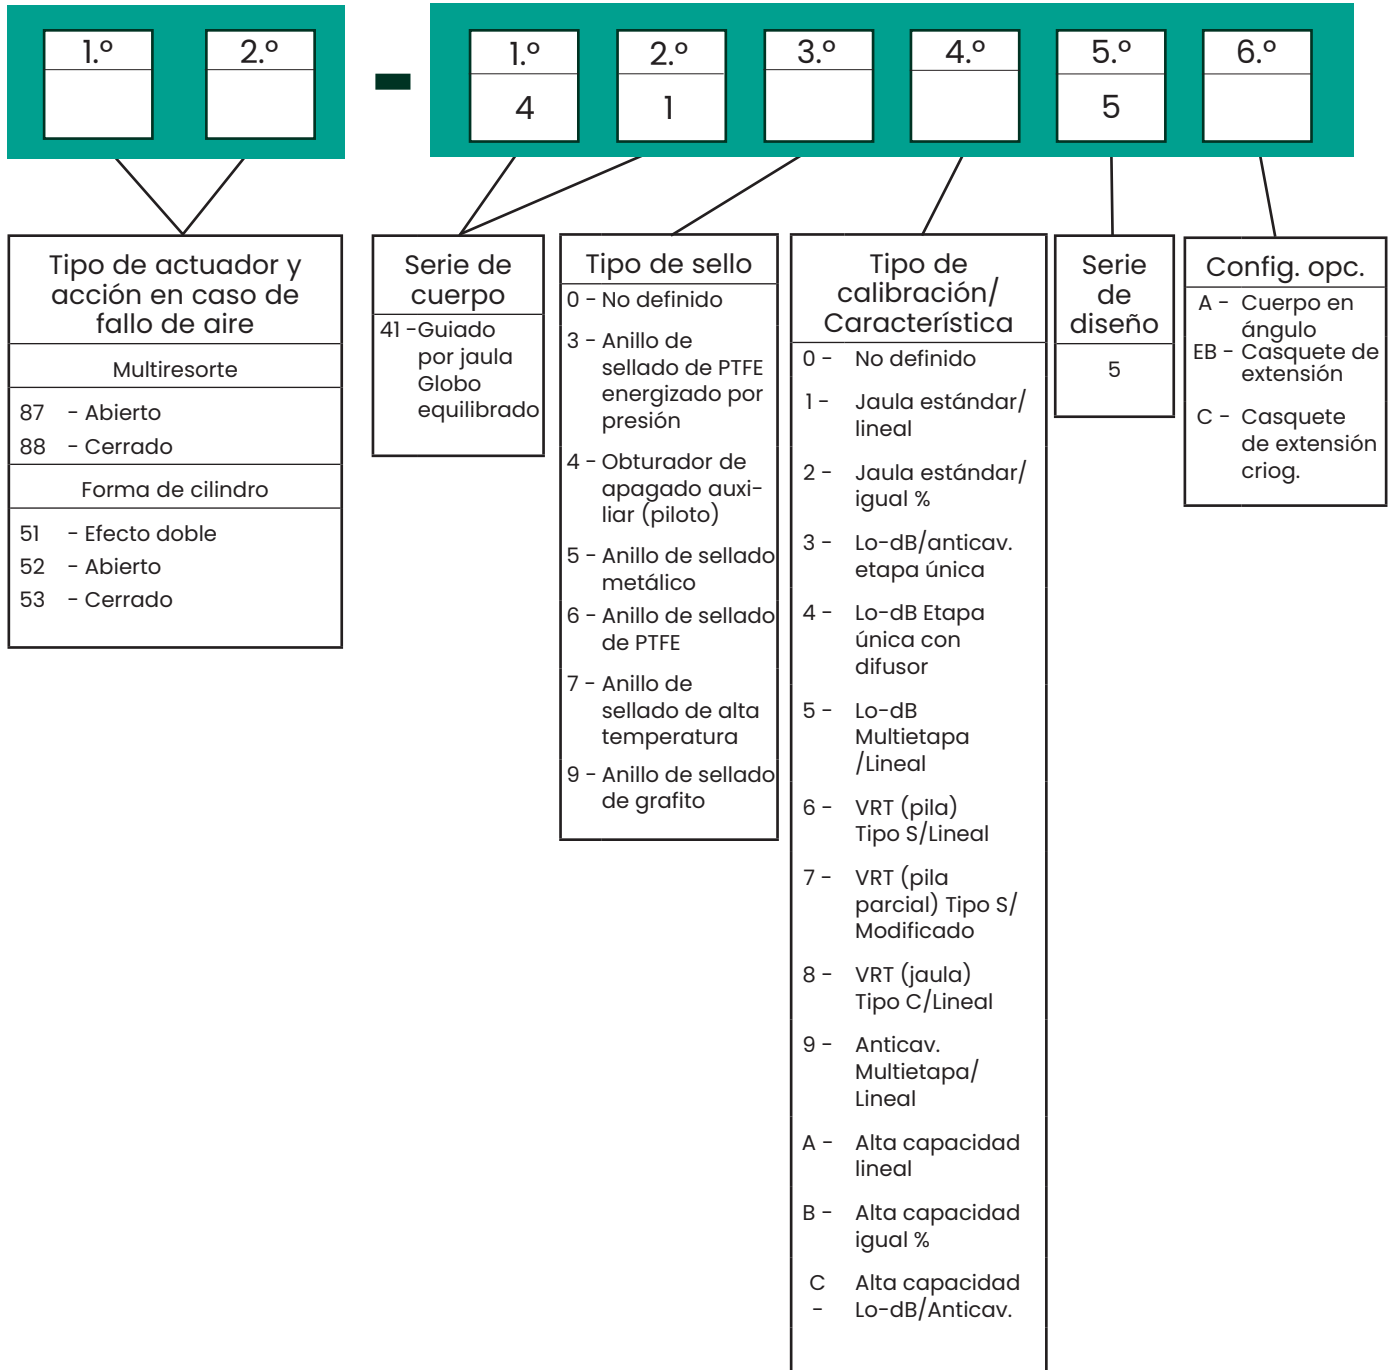 1.º
2.º
-
1.º
2.º
3.º
4.º
5.º
6.º
4
1
5
Tipo de actuador y
acción en caso de
fallo de aire
Multiresorte
87 - Abierto
88 - Cerrado
Forma de cilindro
51 - Efecto doble
52 - Abierto
53 - Cerrado
Serie de
cuerpo
41 -Guiado
por jaula
Globo
equilibrado
Tipo de sello
0 - No definido
3 - Anillo de
sellado de PTFE
energizado por
presión
4 - Obturador de
apagado auxi-
liar (piloto)
5 - Anillo de sellado
metálico
6 - Anillo de sellado
de PTFE
7 - Anillo de
sellado de alta
temperatura
9 - Anillo de sellado
de grafito
Tipo de
calibración/
Característica
0 - No definido
1 - Jaula estándar/
lineal
2 - Jaula estándar/
igual %
3 - Lo-dB/anticav.
etapa única
4 - Lo-dB Etapa
única con
difusor
5 - Lo-dB
Multietapa
/Lineal
6 - VRT (pila)
Tipo S/Lineal
7 - VRT (pila
parcial) Tipo S/
Modificado
8 - VRT (jaula)
Tipo C/Lineal
9 - Anticav.
Multietapa/
Lineal
A - Alta capacidad
lineal
B - Alta capacidad
igual %
C Alta capacidad
- Lo-dB/Anticav.
Serie
de
diseño
5
Config. opc.
A - Cuerpo en
ángulo
EB - Casquete de
extensión
C - Casquete
de extensión
criog.